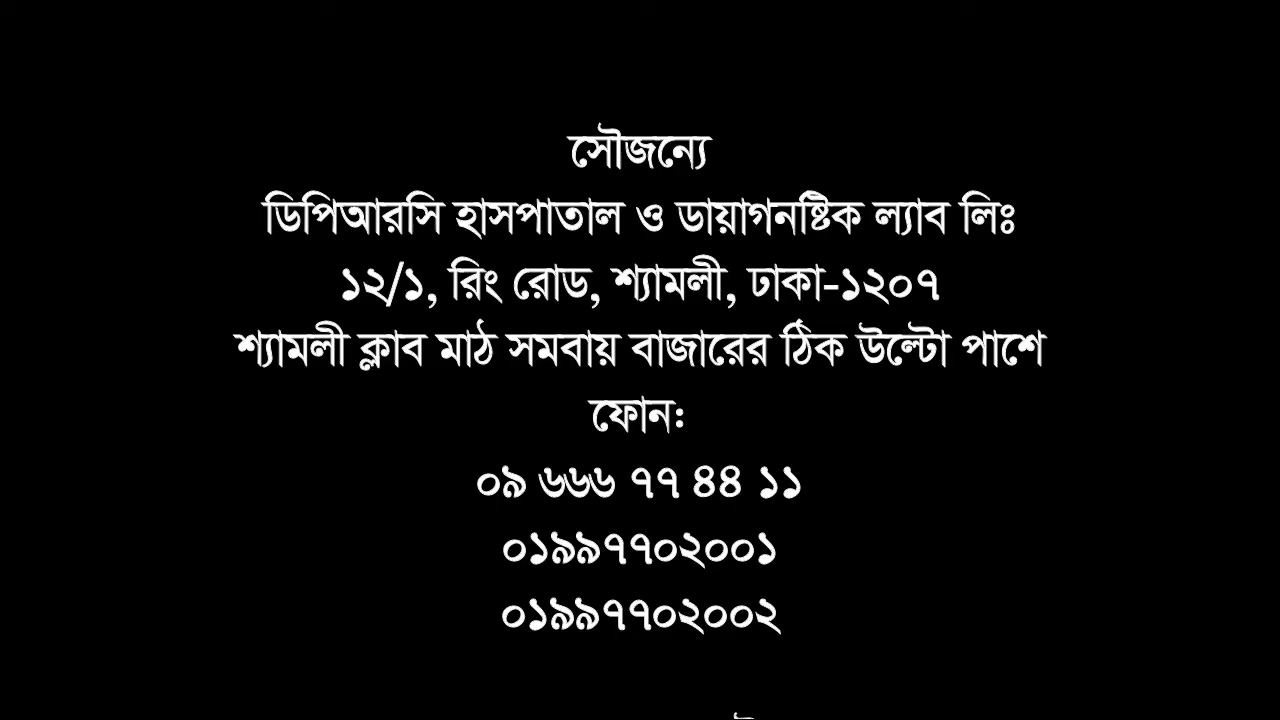 সৌজন্যে
ডিপিআরসি হাসপাতাল ও ডায়াগনষ্টিক ল্যাব লিঃ
১২/১, রিং রোড, শ্যামলী, ঢাকা-১২০৭
শ্যামলী ক্লাব মাঠ সমবায় বাজারের ঠিক উল্টো পাশে
ফোনঃ
০৯ ৬৬৬ ৭৭ ৪৪ ১১
০১৯৯৭৭০২০০১
০১৯৯৭৭০২০০২